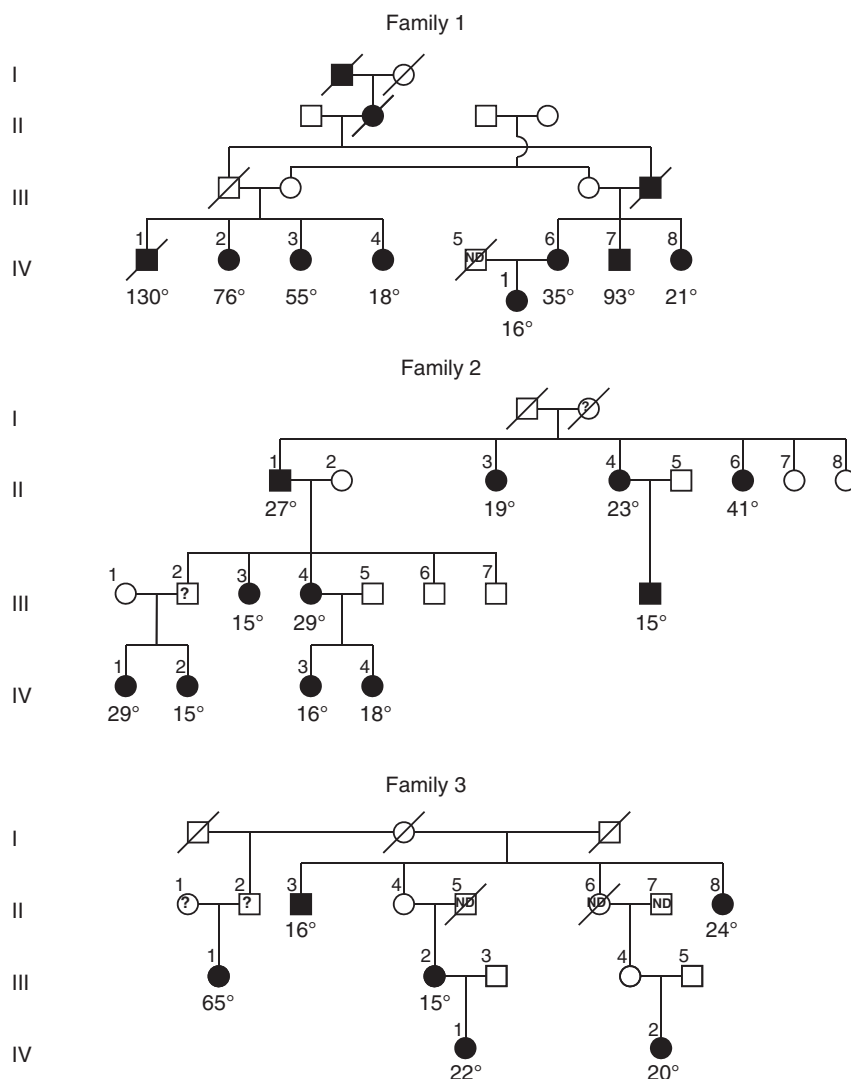 Family 1
I
II
III
1 2 3 4 5 6 7 8
IV
ND
130° 76° 55° 18° 35° 93° 21°
1
16°
Family 2
I
?
1 2 3 4 5 6 7 8
II
27° 19° 23° 41°
1 2 3 4 5 6 7
III
?
15° 29° 15°
1 2 3 4
IV
29° 15° 16° 18°
Family 3
I
1 2 3 4 5 6 7 8
II
? ? ND ND ND
16° 24°
1 2 3 4 5
III
65° 15°
1 2
IV
22° 20°